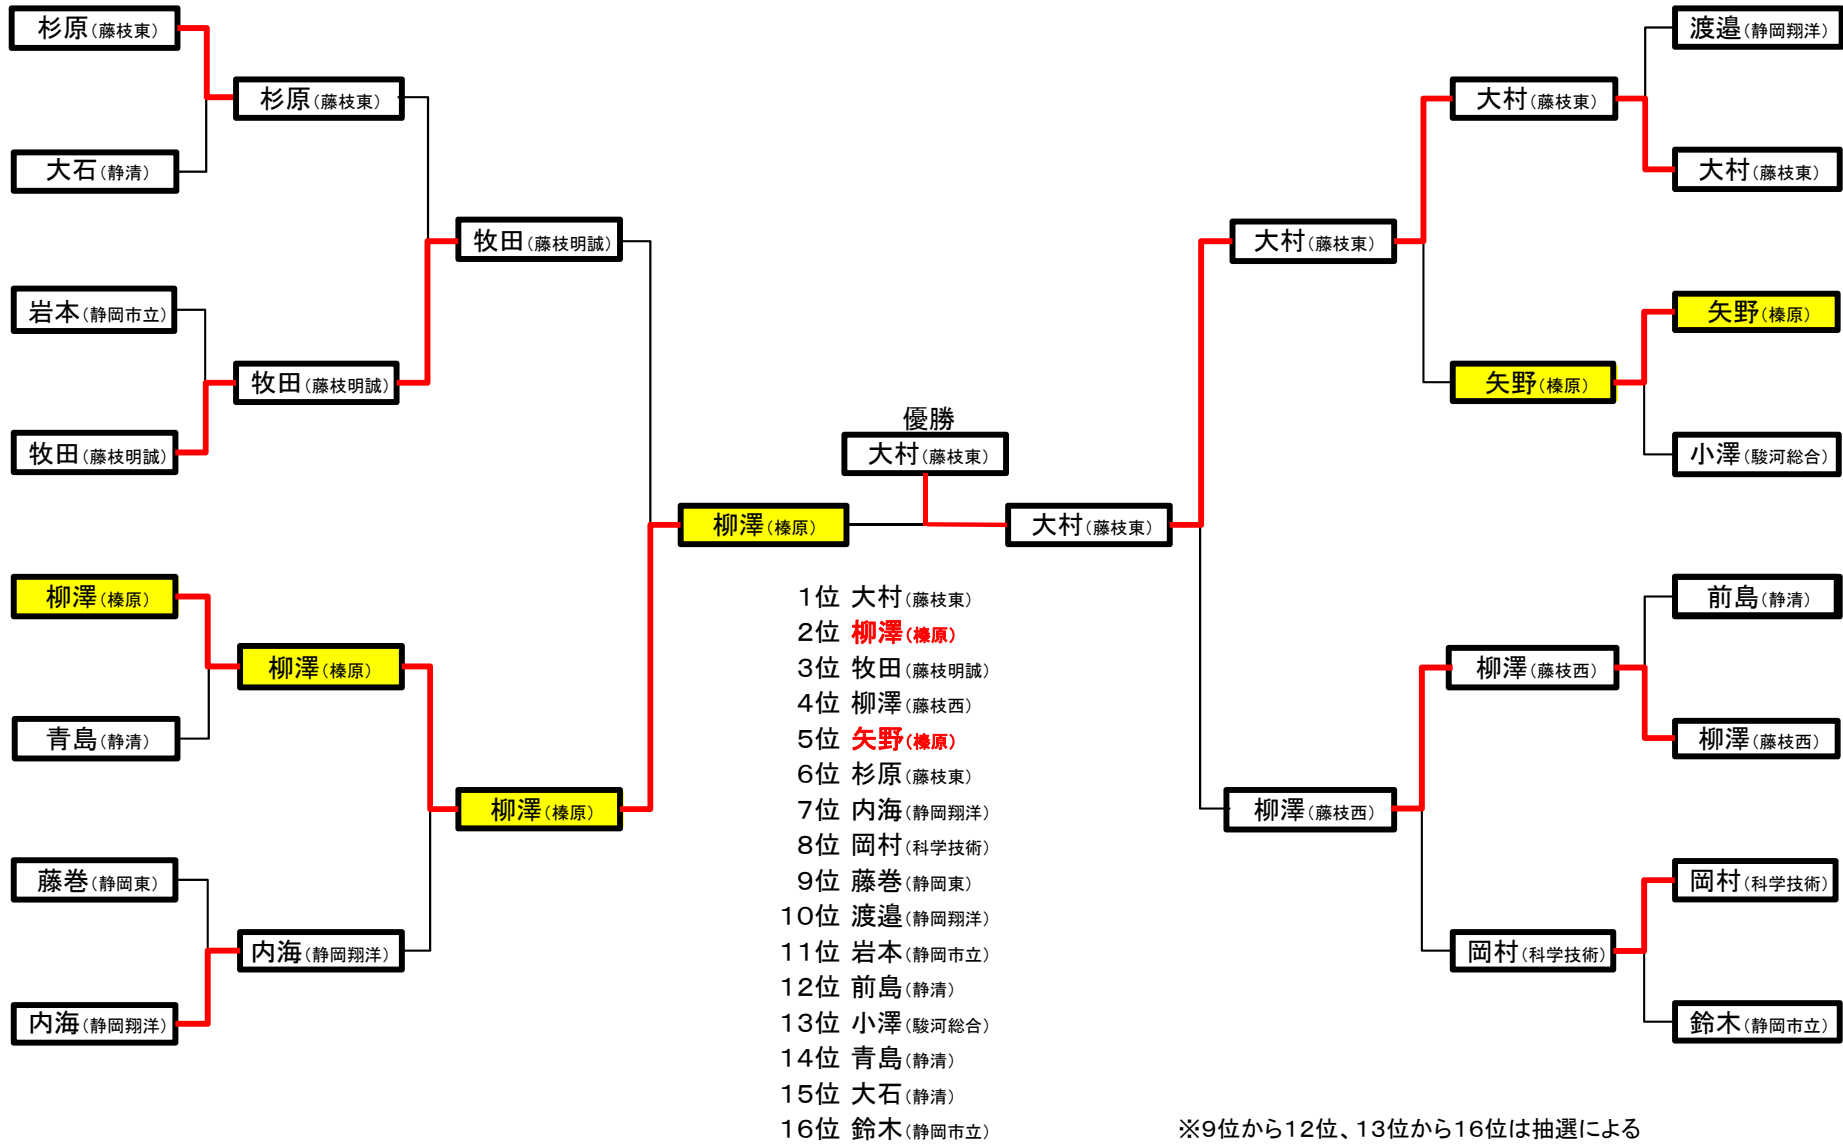 杉原(藤枝東)
大石(静清)
岩本(静岡市立)
牧田(藤枝明誠)
柳澤(榛原)
青島(静清)
藤巻(静岡東)
内海(静岡翔洋)
杉原(藤枝東)
牧田(藤枝明誠)
柳澤(榛原)
内海(静岡翔洋)
牧田(藤枝明誠)
柳澤(榛原)
柳澤(榛原)
優勝
大村(藤枝東)
大村(藤枝東)
大村(藤枝東)
柳澤(藤枝西)
大村(藤枝東)
矢野(榛原)
柳澤(藤枝西)
岡村(科学技術)
渡邉(静岡翔洋)
大村(藤枝東)
矢野(榛原)
小澤(駿河総合)
前島(静清)
柳澤(藤枝西)
岡村(科学技術)
鈴木(静岡市立)
1位 大村(藤枝東)
2位 柳澤(榛原)
3位 牧田(藤枝明誠)
4位 柳澤(藤枝西)
5位 矢野(榛原)
6位 杉原(藤枝東)
7位 内海(静岡翔洋)
8位 岡村(科学技術)
9位 藤巻(静岡東)
10位 渡邉(静岡翔洋)
11位 岩本(静岡市立)
12位 前島(静清)
13位 小澤(駿河総合)
14位 青島(静清)
15位 大石(静清)
16位 鈴木(静岡市立)
※9位から12位、13位から16位は抽選による